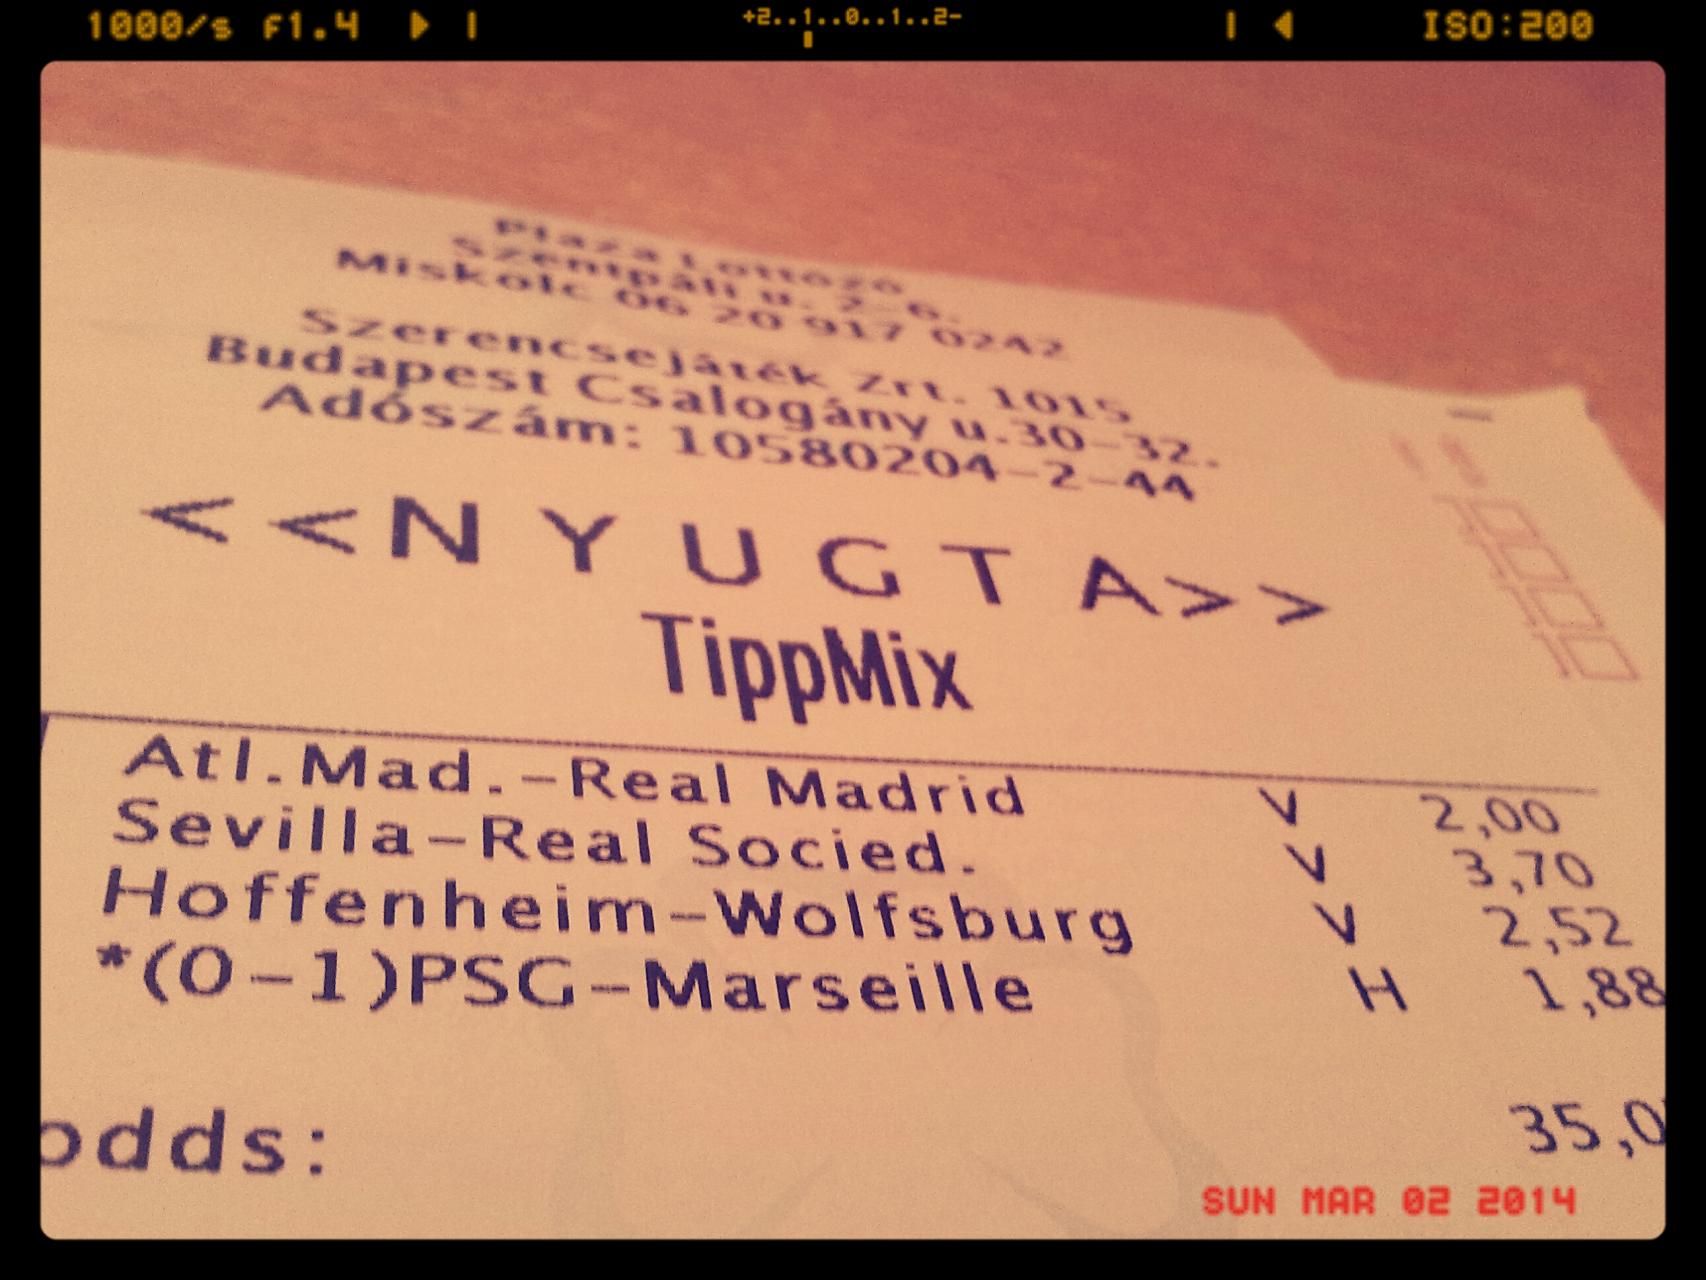 1000/s f1.4 +2..1..0..1..2- ISO:200
Plaza Lottózó
Szentpáli u. 2-6.
Miskolc 06 20 917 0242
Szerencsejáték Zrt. 1015
Budapest Csalogány u.30-32.
Adószám: 10580204-2-44
<<N Y U G T A>>
TippMix
Atl.Mad.-Real Madrid V 2,00
Sevilla-Real Socied. V 3,70
Hoffenheim-Wolfsburg V 2,52
*(0-1)PSG-Marseille H 1,88
odds: 35,0
SUN MAR 02 2014